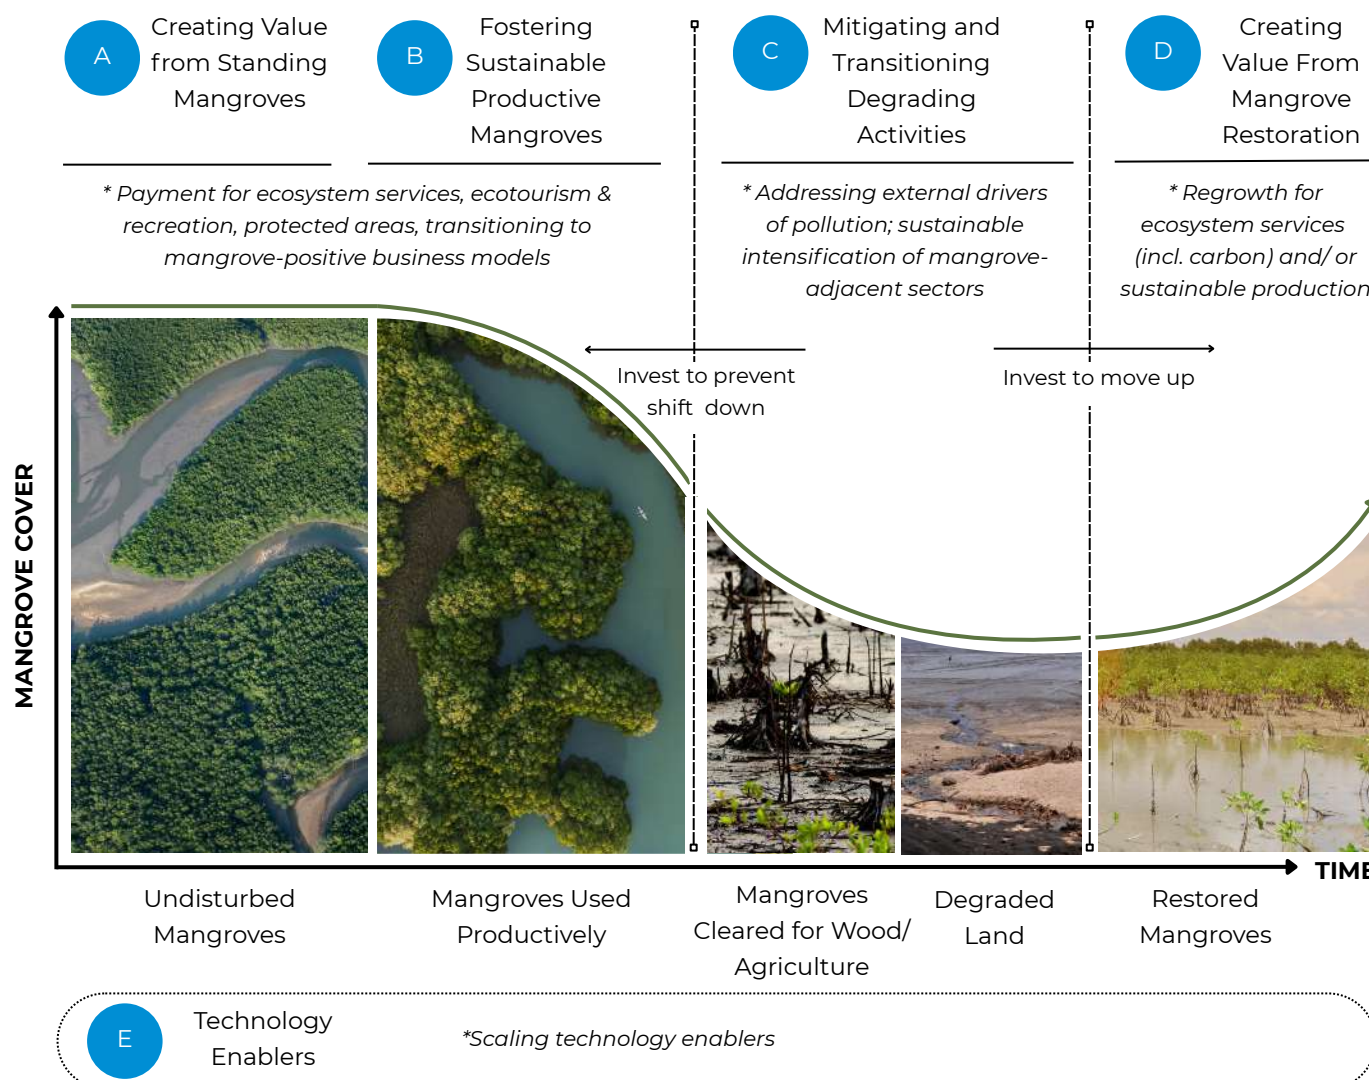 A
Creating Value
from Standing
Mangroves
B
Fostering
Sustainable
Productive
Mangroves
C
Mitigating and
Transitioning
Degrading
Activities
D
Creating
Value From
Mangrove
Restoration
* Payment for ecosystem services, ecotourism &
recreation, protected areas, transitioning to
mangrove-positive business models
* Addressing external drivers
of pollution; sustainable
intensification of mangrove-
adjacent sectors
* Regrowth for
ecosystem services
(incl. carbon) and/ or
sustainable production
Invest to prevent
shift down
Invest to move up
MANGROVE COVER
TIME
Undisturbed
Mangroves
Mangroves Used
Productively
Mangroves
Cleared for Wood/
Agriculture
Degraded
Land
Restored
Mangroves
E
Technology
Enablers
*Scaling technology enablers